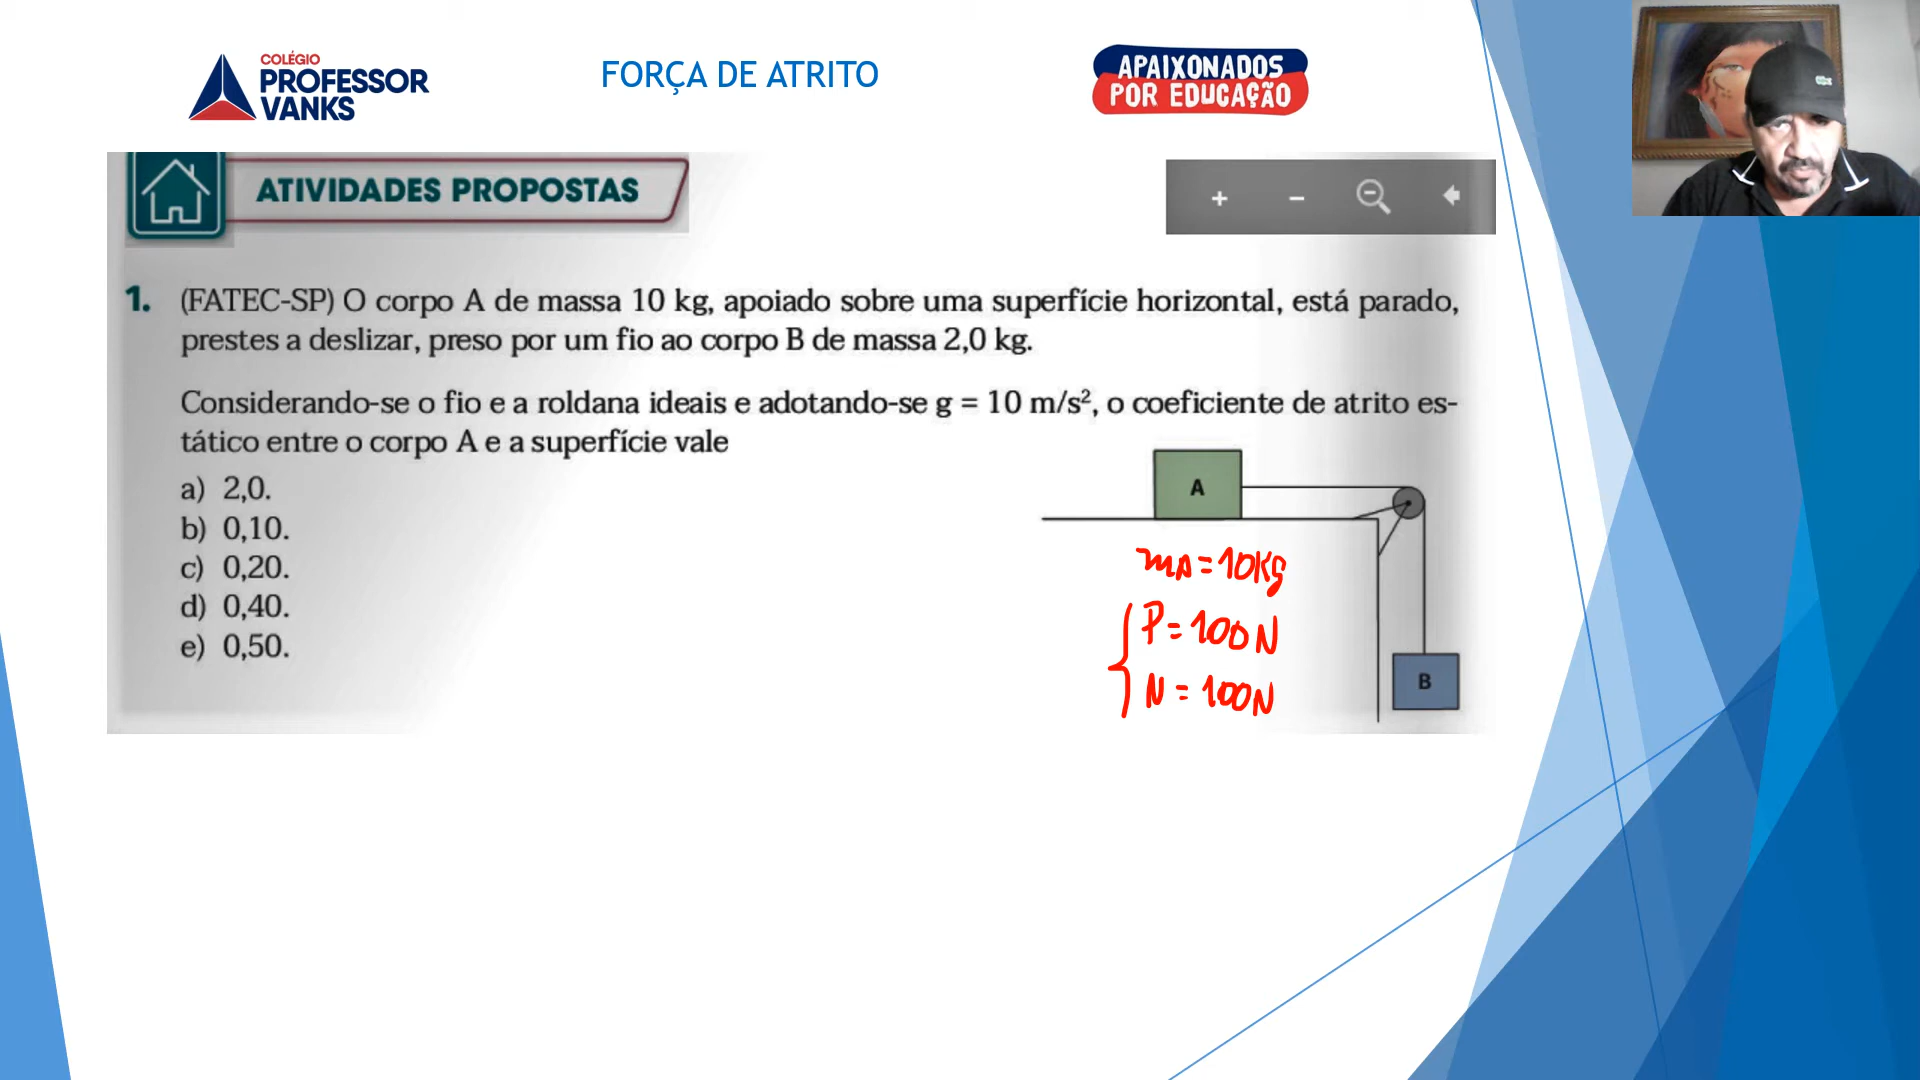 COLÉGIO
PROFESSOR
VANKS
FORÇA DE ATRITO
APAIXONADOS
POR EDUCAÇÃO
ATIVIDADES PROPOSTAS
1. (FATEC-SP) O corpo A de massa 10 kg, apoiado sobre uma superfície horizontal, está parado,
prestes a deslizar, preso por um fio ao corpo B de massa 2,0 kg.
Considerando-se o fio e a roldana ideais e adotando-se g = 10 m/s², o coeficiente de atrito es-
tático entre o corpo A e a superfície vale
a) 2,0.
b) 0,10.
c) 0,20.
d) 0,40.
e) 0,50.
A
mA = 10Kg
P = 100N
N = 100N
B